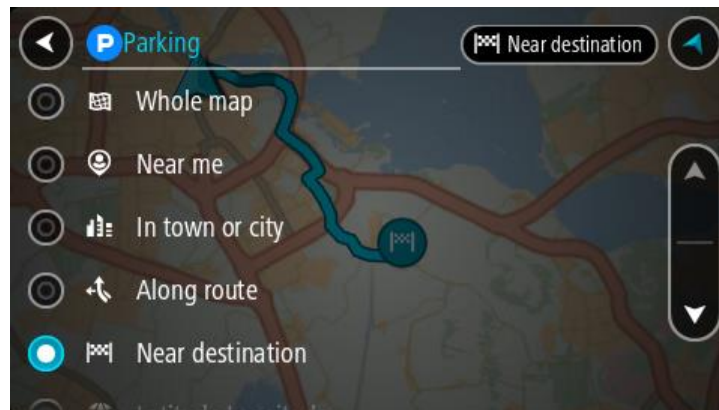 P Parking
Near destination
Whole map
Near me
In town or city
Along route
Near destination